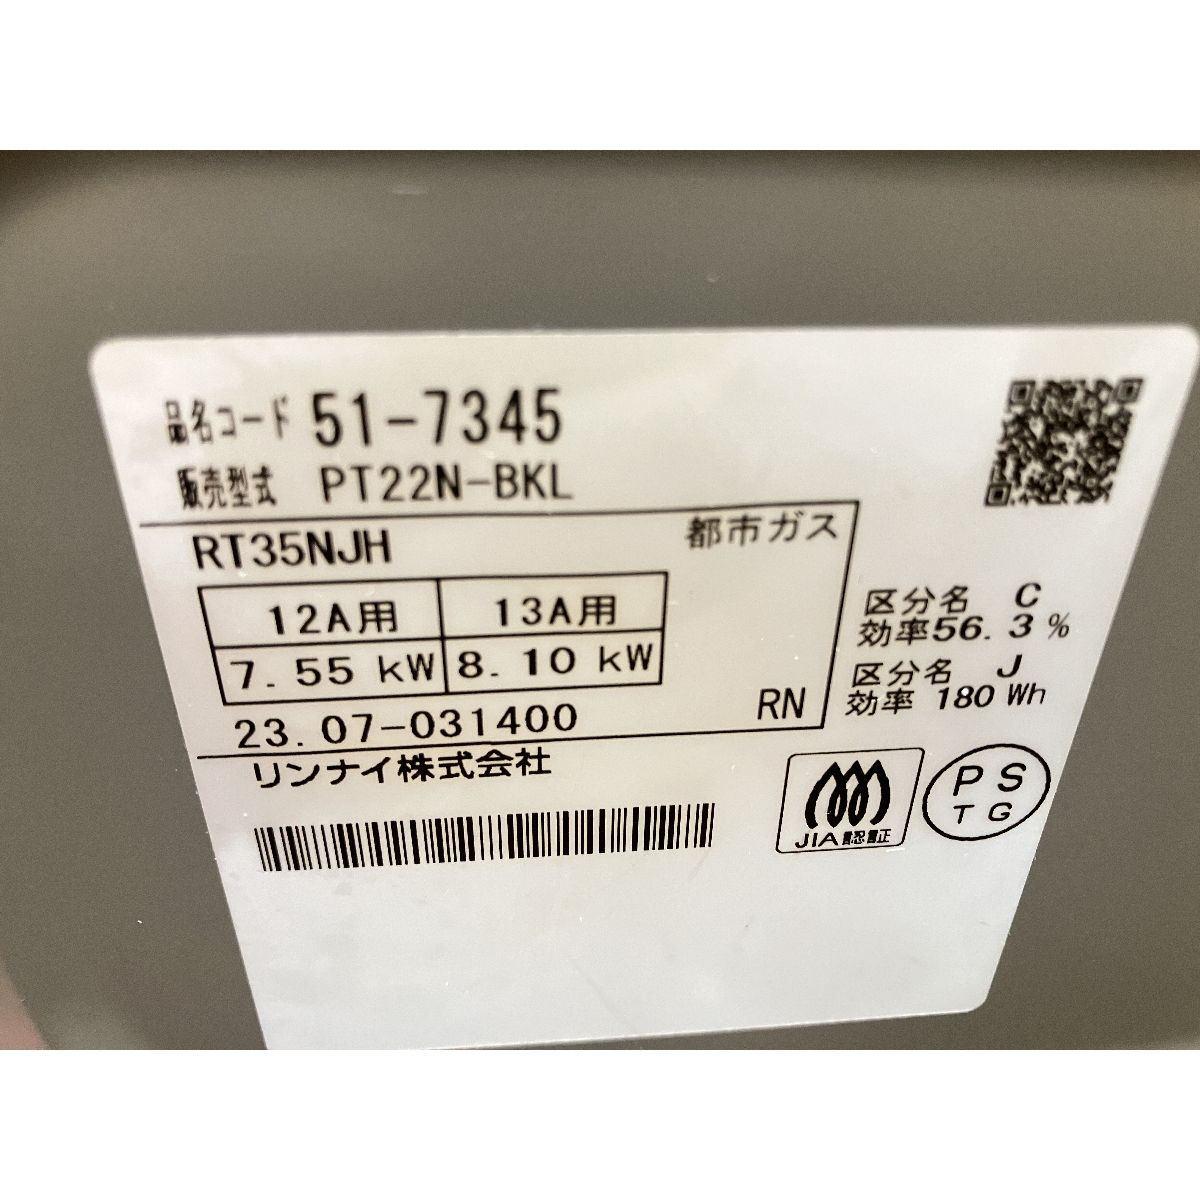 品名コード 51-7345
販売型式 PT22N-BKL
RT35NJH 都市ガス
12A用 13A用
7.55 kW 8.10 kW
23.07-031400 RN
リンナイ株式会社
区分名 C
効率56.3%
区分名 J
効率 180 Wh
JIA認証
PS
TG